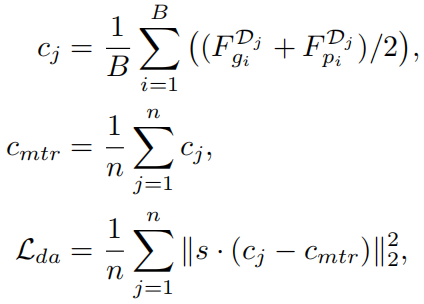 $c_j = \frac{1}{B} \sum_{i=1}^{B} \left( (F_{g_i}^{\mathcal{D}_j} + F_{p_i}^{\mathcal{D}_j})/2 \right),$
$c_{mtr} = \frac{1}{n} \sum_{j=1}^{n} c_j,$
$\mathcal{L}_{da} = \frac{1}{n} \sum_{j=1}^{n} \| s \cdot (c_j - c_{mtr}) \|_2^2,$